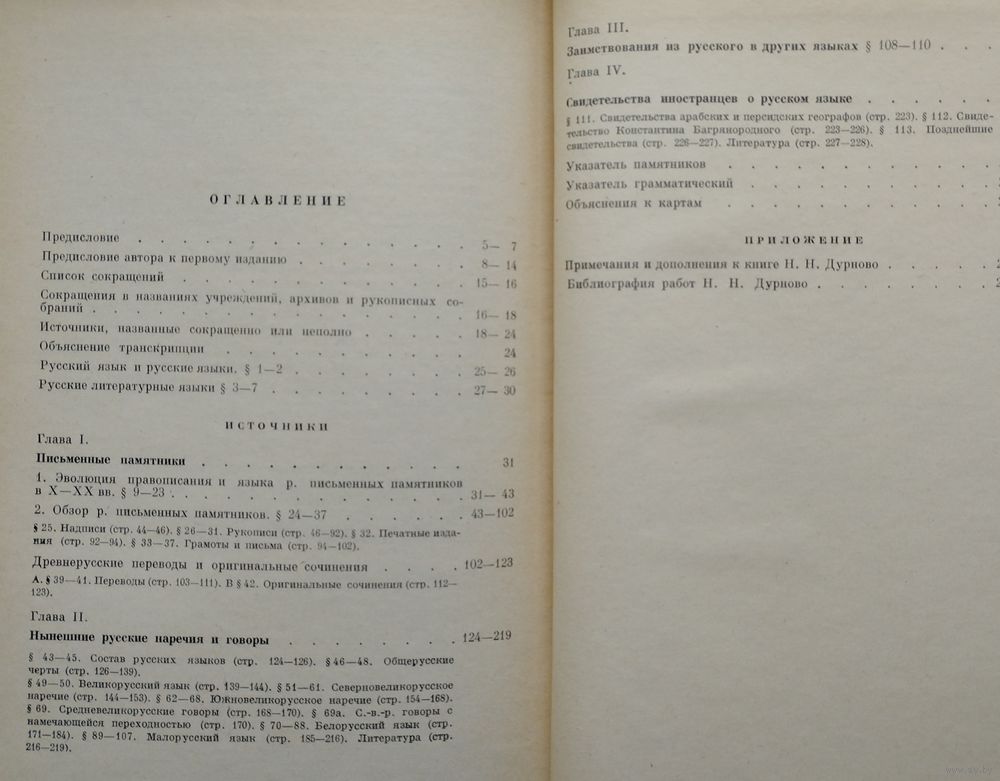 ОГЛАВЛЕНИЕ
Предисловие . . . . . . . . . . . . . . . 5— 7
Предисловие автора к первому изданию . . . . . . . . 8— 14
Список сокращений . . . . . . . . . . . . . 15— 16
Сокращения в названиях учреждений, архивов и рукописных со-
браний . . . . . . . . . . . . . . . . . 16— 18
Источники, названные сокращенно или неполно . . . . . 18— 24
Объяснение транскрипции . . . . . . . . . . . 24
Русский язык и русские языки. § 1—2 . . . . . . . . 25— 26
Русские литературные языки § 3—7 . . . . . . . . . 27— 30
ИСТОЧНИКИ
Глава I.
Письменные памятники . . . . . . . . . . . . 31
1. Эволюция правописания и языка р. письменных памятников
в X—XX вв. § 9—23 . . . . . . . . . . . . . 31— 43
2. Обзор р. письменных памятников. § 24—37 . . . . . . 43—102
§ 25. Надписи (стр. 44—46). § 26—31. Рукописи (стр. 46—92). § 32. Печатные изда-
ния (стр. 92—94). § 33—37. Грамоты и письма (стр. 94—102).
Древнерусские переводы и оригинальные сочинения . . . . 102—123
А. § 39—41. Переводы (стр. 103—111). В § 42. Оригинальные сочинения (стр. 112—
123).
Глава II.
Нынешние русские наречия и говоры . . . . . . . . 124—219
§ 43—45. Состав русских языков (стр. 124—126). § 46—48. Общерусские
черты (стр. 126—139).
§ 49—50. Великорусский язык (стр. 139—144). § 51—61. Северновеликорусское
наречие (стр. 144—153). § 62—68. Южновеликорусское наречие (стр. 154—168).
§ 69. Средневеликорусские говоры (стр. 168—170). § 69а. С.-в.-р. говоры с
намечающейся переходностью (стр. 170). § 70—88. Белорусский язык (стр.
171—184). § 89—107. Малорусский язык (стр. 185—216). Литература (стр.
216—219).
Глава III.
Заимствования из русского в других языках § 108—110 . . .
Глава IV.
Свидетельства иностранцев о русском языке . . . . . .
§ 111. Свидетельства арабских и персидских географов (стр. 223). § 112. Свиде-
тельство Константина Багрянородного (стр. 223—226). § 113. Позднейшие
свидетельства (стр. 226—227). Литература (стр. 227—228).
Указатель памятников . . . . . . . . . . .
Указатель грамматический . . . . . . . . . .
Объяснения к картам . . . . . . . . . . .
ПРИЛОЖЕНИЕ
Примечания и дополнения к книге Н. Н. Дурново . . . . . 2
Библиография работ Н. Н. Дурново . . . . . . . . 2